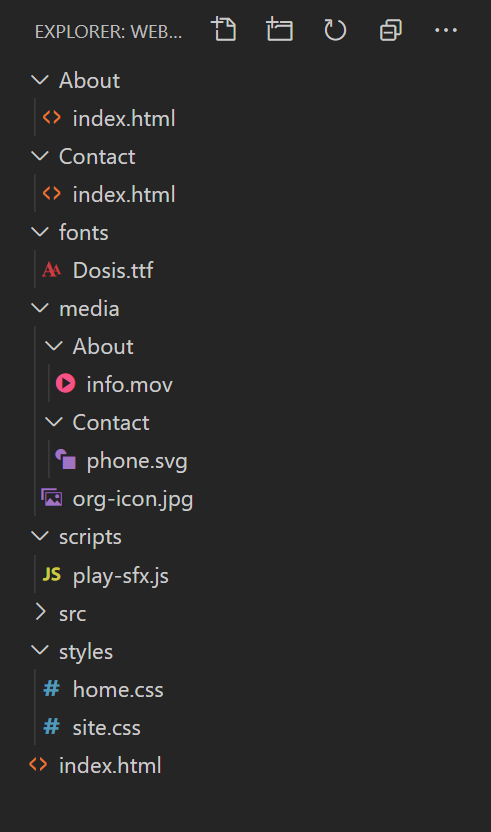 EXPLORER: WEB...
About
index.html
Contact
index.html
fonts
Dosis.ttf
media
About
info.mov
Contact
phone.svg
org-icon.jpg
scripts
JS play-sfx.js
src
styles
# home.css
# site.css
index.html